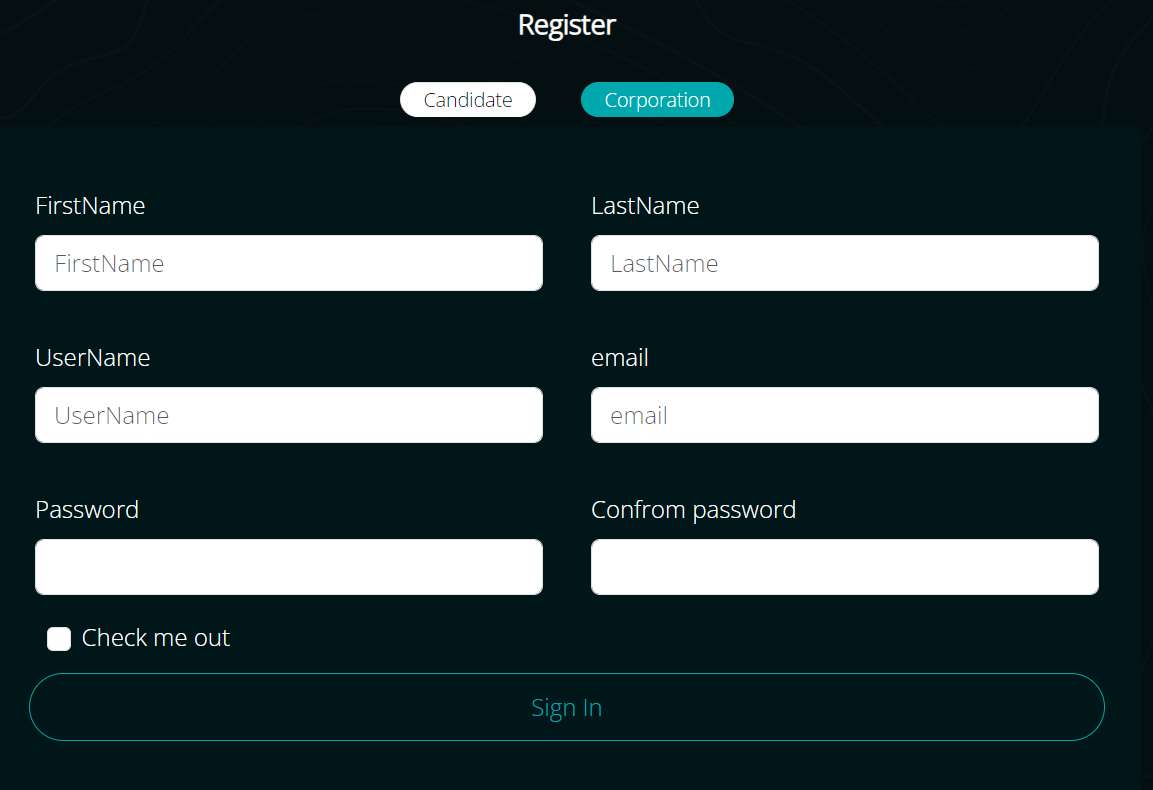 Register
Candidate Corporation
FirstName LastName
FirstName LastName
UserName email
UserName email
Password Confrom password
Check me out
Sign In